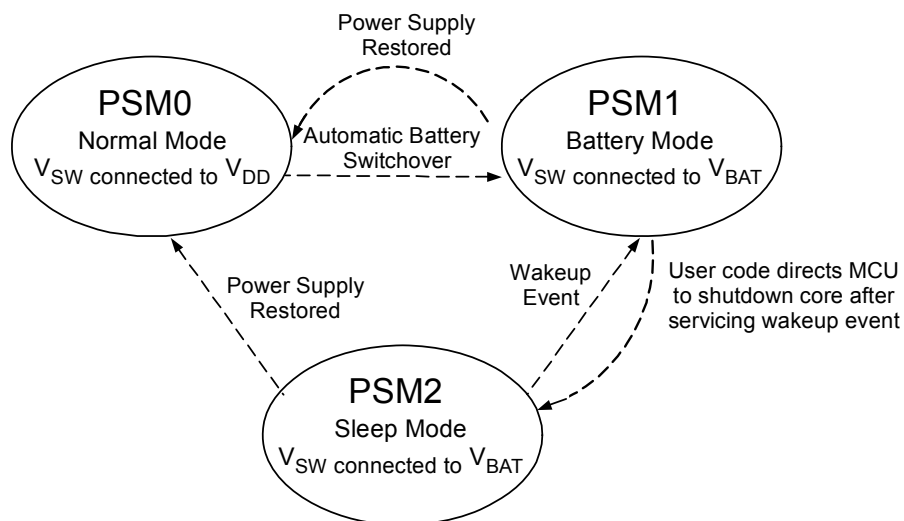 Power Supply
Restored
PSM0
Normal Mode
VSW connected to VDD
Automatic Battery
Switchover
PSM1
Battery Mode
VSW connected to VBAT
Power Supply
Restored
Wakeup
Event
User code directs MCU
to shutdown core after
servicing wakeup event
PSM2
Sleep Mode
VSW connected to VBAT